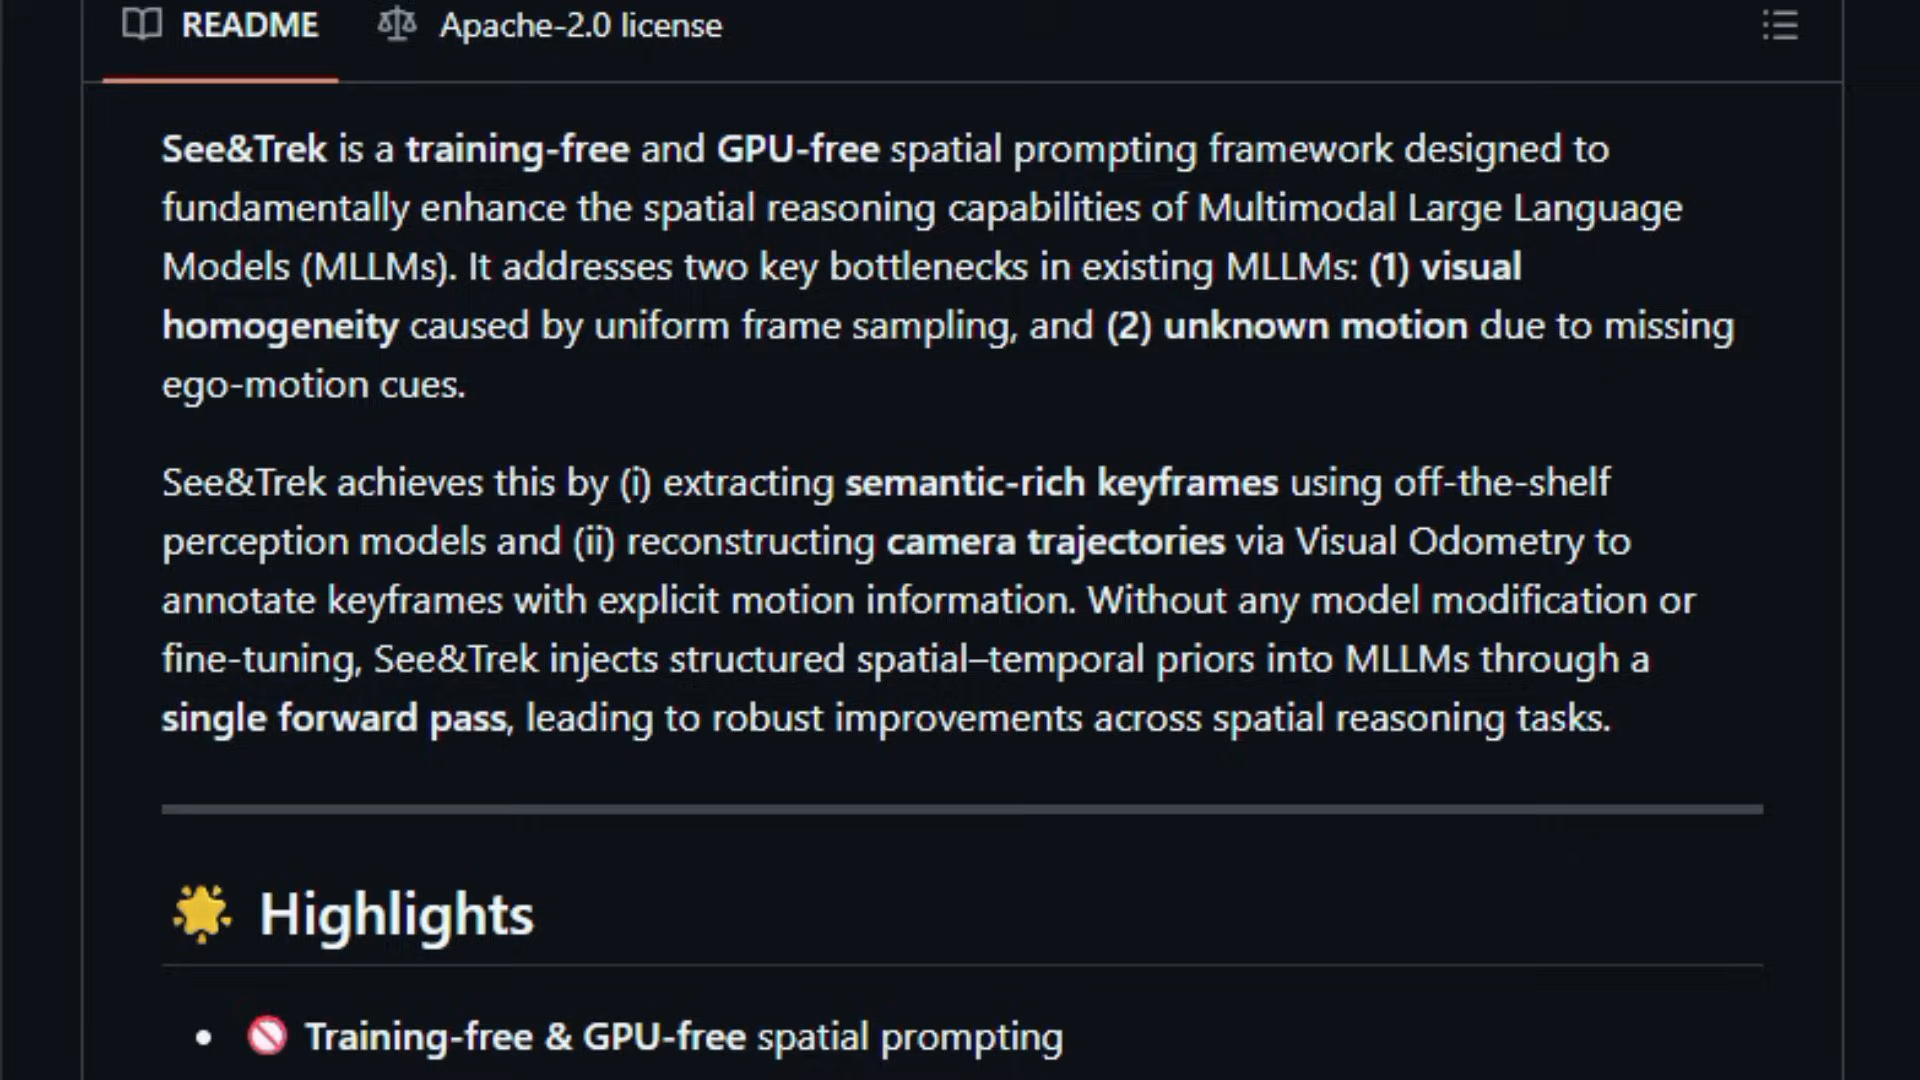 README Apache-2.0 license
See&Trek is a training-free and GPU-free spatial prompting framework designed to
fundamentally enhance the spatial reasoning capabilities of Multimodal Large Language
Models (MLLMs). It addresses two key bottlenecks in existing MLLMs: (1) visual
homogeneity caused by uniform frame sampling, and (2) unknown motion due to missing
ego-motion cues.
See&Trek achieves this by (i) extracting semantic-rich keyframes using off-the-shelf
perception models and (ii) reconstructing camera trajectories via Visual Odometry to
annotate keyframes with explicit motion information. Without any model modification or
fine-tuning, See&Trek injects structured spatial–temporal priors into MLLMs through a
single forward pass, leading to robust improvements across spatial reasoning tasks.
Highlights
Training-free & GPU-free spatial prompting